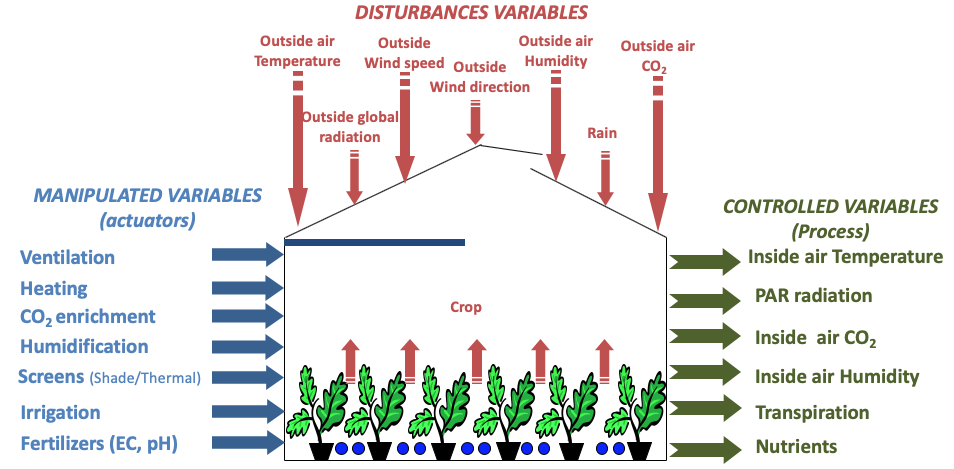 DISTURBANCES VARIABLES
Outside air
Temperature
Outside
Wind speed
Outside
Wind direction
Outside air
Humidity
Outside air
CO₂
Outside global
radiation
Rain
MANIPULATED VARIABLES
(actuators)
Ventilation
Heating
CO₂ enrichment
Humidification
Screens (Shade/Thermal)
Irrigation
Fertilizers (EC, pH)
Crop
CONTROLLED VARIABLES
(Process)
Inside air Temperature
PAR radiation
Inside air CO₂
Inside air Humidity
Transpiration
Nutrients